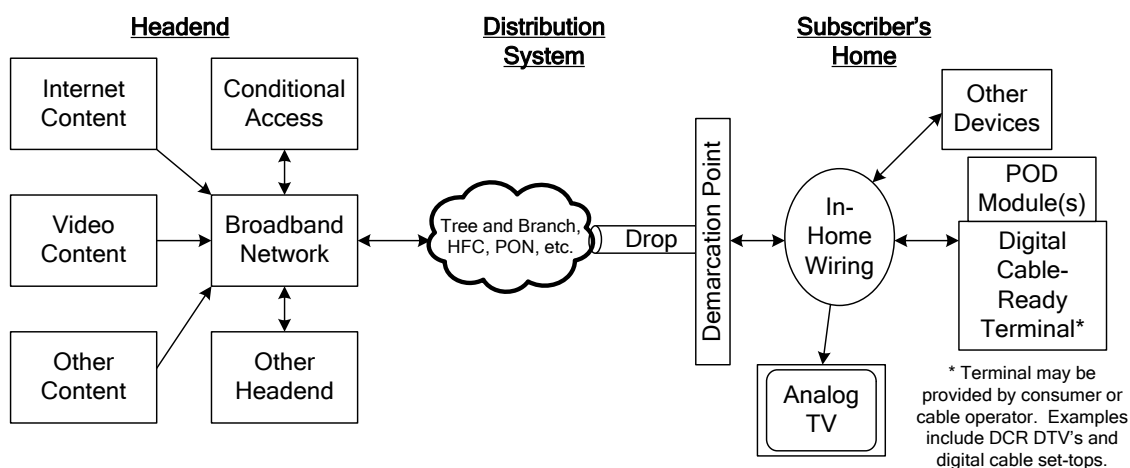 Headend
Distribution
System
Subscriber's
Home
Internet
Content
Conditional
Access
Video
Content
Broadband
Network
Other
Content
Other
Headend
Tree and Branch,
HFC, PON, etc.
Drop
Demarcation Point
In-
Home
Wiring
Other
Devices
POD
Module(s)
Digital
Cable-
Ready
Terminal*
Analog
TV
* Terminal may be
provided by consumer or
cable operator.  Examples
include DCR DTV's and
digital cable set-tops.